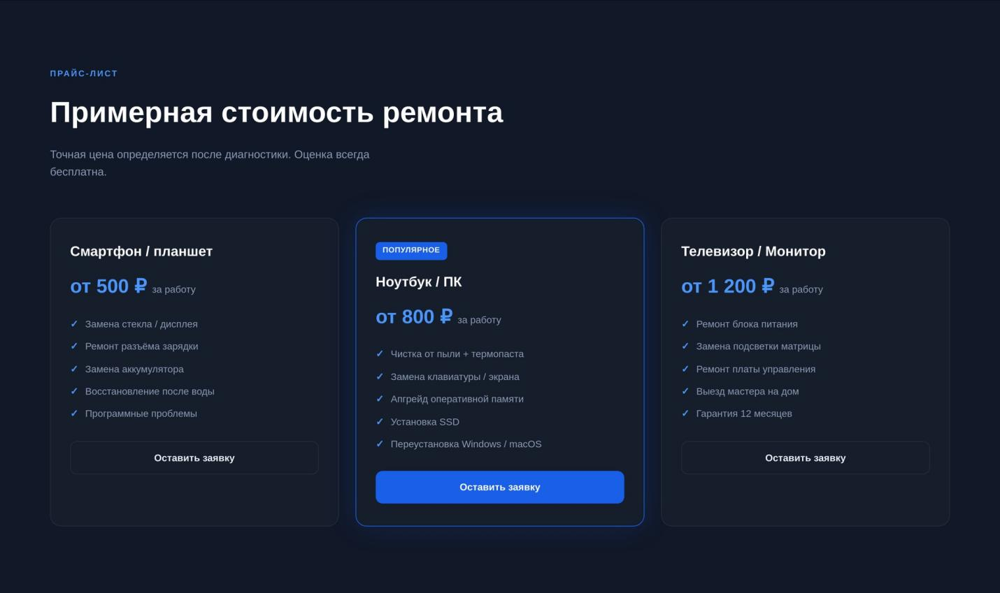 ПРАЙС-ЛИСТ
Примерная стоимость ремонта
Точная цена определяется после диагностики. Оценка всегда
бесплатна.
Смартфон / планшет
от 500 ₽ за работу
✓ Замена стекла / дисплея
✓ Ремонт разъёма зарядки
✓ Замена аккумулятора
✓ Восстановление после воды
✓ Программные проблемы
Оставить заявку
ПОПУЛЯРНОЕ
Ноутбук / ПК
от 800 ₽ за работу
✓ Чистка от пыли + термопаста
✓ Замена клавиатуры / экрана
✓ Апгрейд оперативной памяти
✓ Установка SSD
✓ Переустановка Windows / macOS
Оставить заявку
Телевизор / Монитор
от 1 200 ₽ за работу
✓ Ремонт блока питания
✓ Замена подсветки матрицы
✓ Ремонт платы управления
✓ Выезд мастера на дом
✓ Гарантия 12 месяцев
Оставить заявку